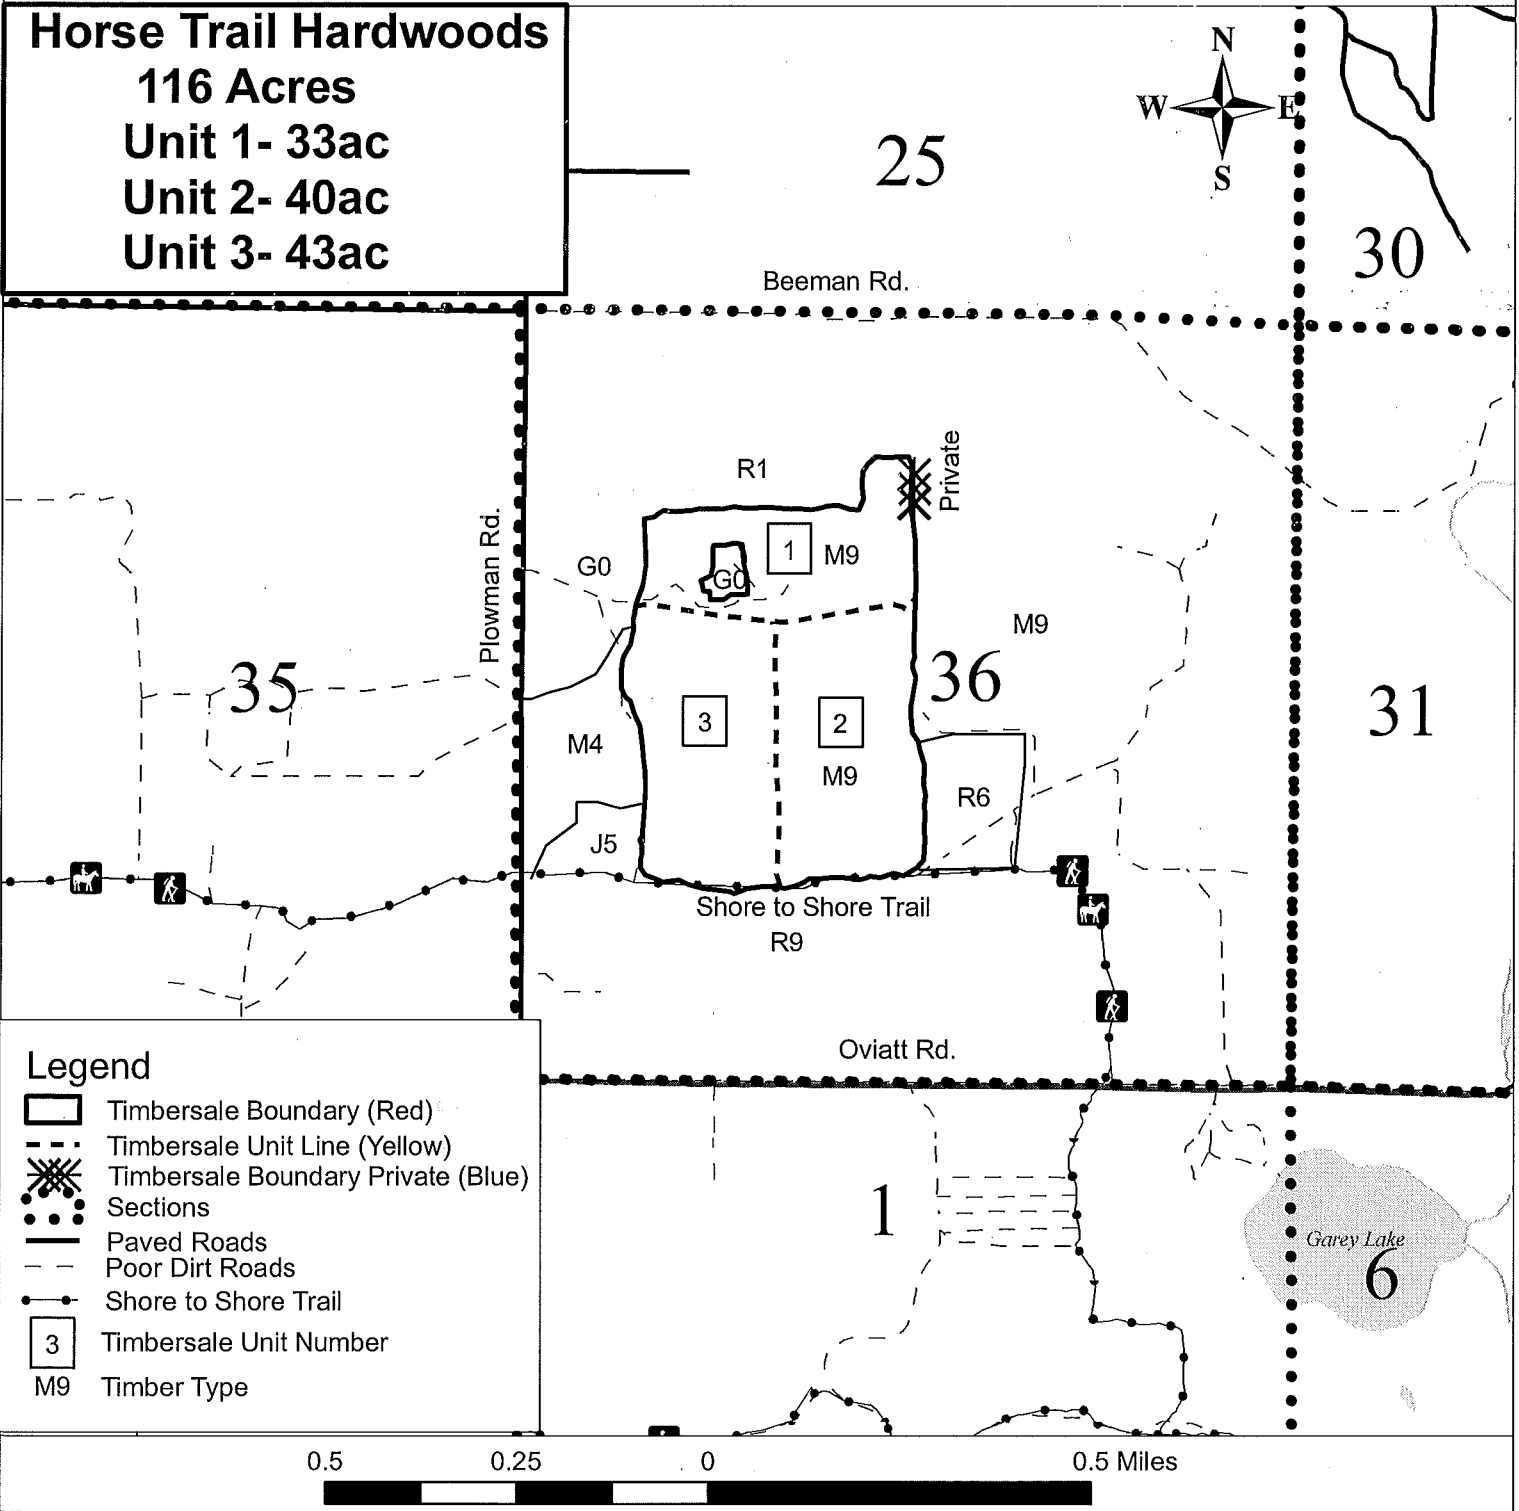 Horse Trail Hardwoods
116 Acres
Unit 1- 33ac
Unit 2- 40ac
Unit 3- 43ac
N
W E
S
25
30
Beeman Rd.
R1
Private
Plowman Rd.
G0
G0
1
M9
M9
35
36
31
3
2
M4
M9
R6
J5
Shore to Shore Trail
R9
Oviatt Rd.
1
Garey Lake
6
Legend
Timbersale Boundary (Red)
Timbersale Unit Line (Yellow)
Timbersale Boundary Private (Blue)
Sections
Paved Roads
Poor Dirt Roads
Shore to Shore Trail
3 Timbersale Unit Number
M9 Timber Type
0.5 0.25 0 0.5 Miles